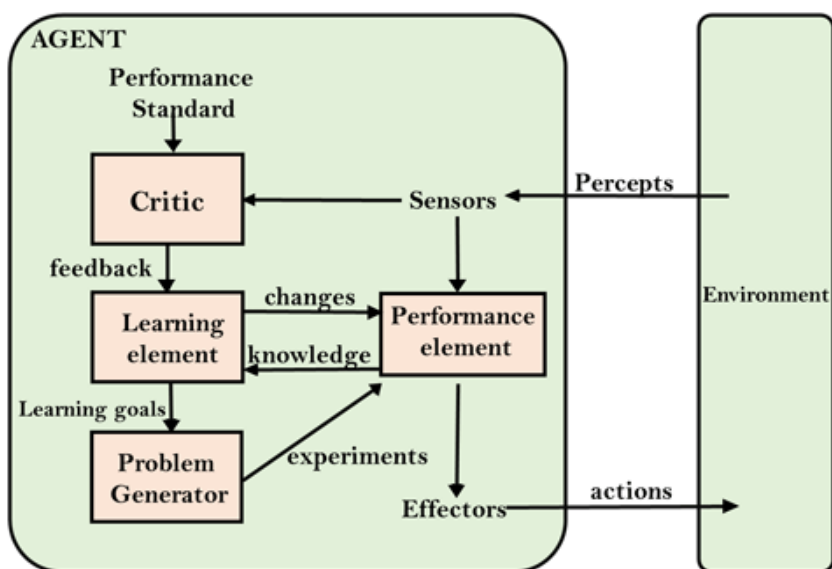 AGENT
Performance
Standard
Critic
Sensors
Percepts
feedback
changes
Learning
element
Performance
element
knowledge
Environment
Learning goals
Problem
Generator
experiments
Effectors
actions